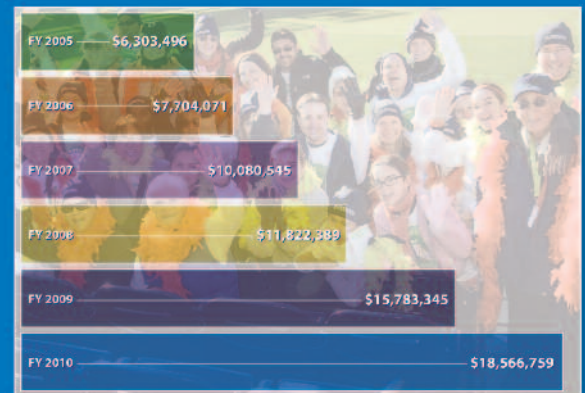 FY 2005 $6,303,496
FY 2006 $7,704,071
FY 2007 $10,080,545
FY 2008 $11,822,389
FY 2009 $15,783,345
FY 2010 $18,566,759